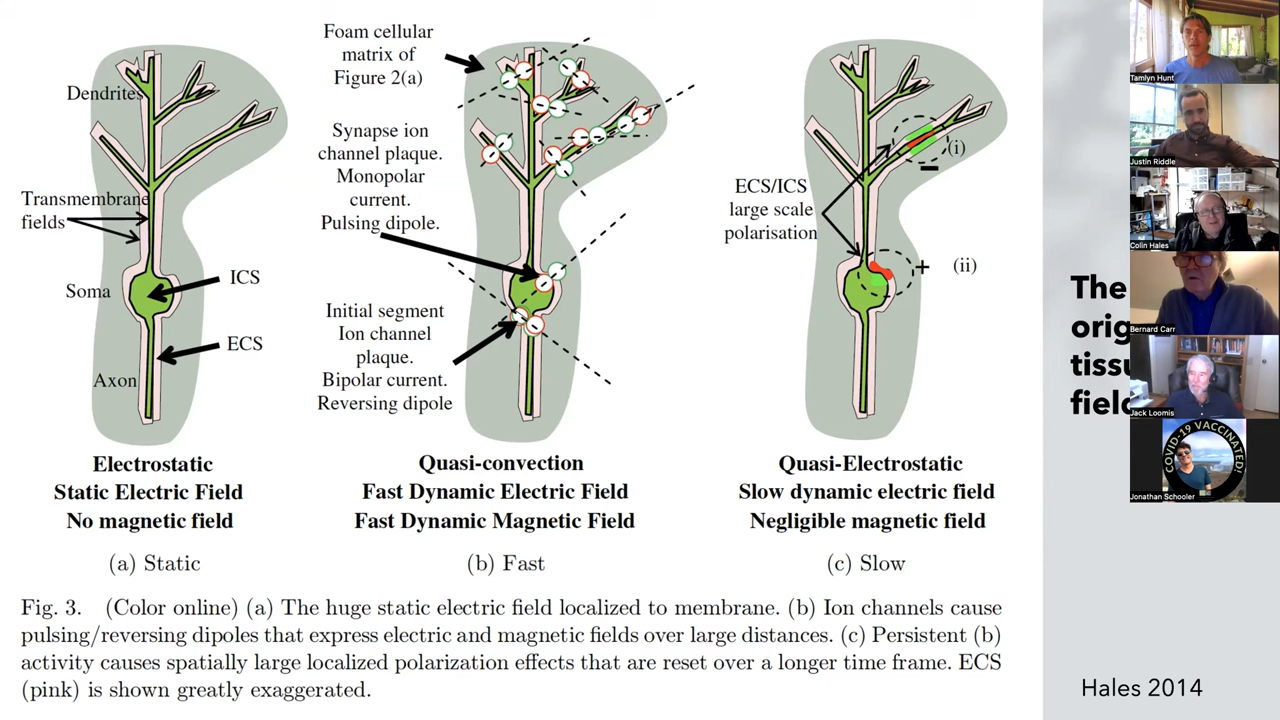 Foam cellular
matrix of
Figure 2(a)
Dendrites
Synapse ion
channel plaque.
Monopolar
current.
Pulsing dipole.
Transmembrane
fields
ICS
Soma
ECS
Initial segment
Ion channel
plaque.
Bipolar current.
Reversing dipole
Axon
ECS/ICS
large scale
polarisation
(i)
(ii)
Electrostatic
Static Electric Field
No magnetic field
Quasi-convection
Fast Dynamic Electric Field
Fast Dynamic Magnetic Field
Quasi-Electrostatic
Slow dynamic electric field
Negligible magnetic field
(a) Static
(b) Fast
(c) Slow
Fig. 3. (Color online) (a) The huge static electric field localized to membrane. (b) Ion channels cause
pulsing/reversing dipoles that express electric and magnetic fields over large distances. (c) Persistent (b)
activity causes spatially large localized polarization effects that are reset over a longer time frame. ECS
(pink) is shown greatly exaggerated.
The
orig
tissu
field
Hales 2014
Tamlyn Hunt
Justin Riddle
Colin Hales
Bernard Carr
Jack Loomis
COVID-19 VACCINATED!
Jonathan Schooler